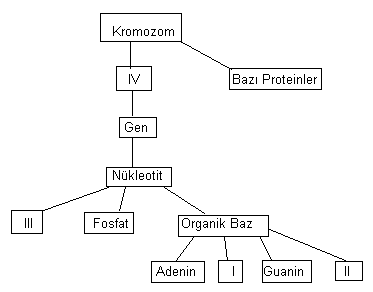 Kromozom
IV
Bazı Proteinler
Gen
Nükleotit
III
Fosfat
Organik Baz
Adenin
I
Guanin
II